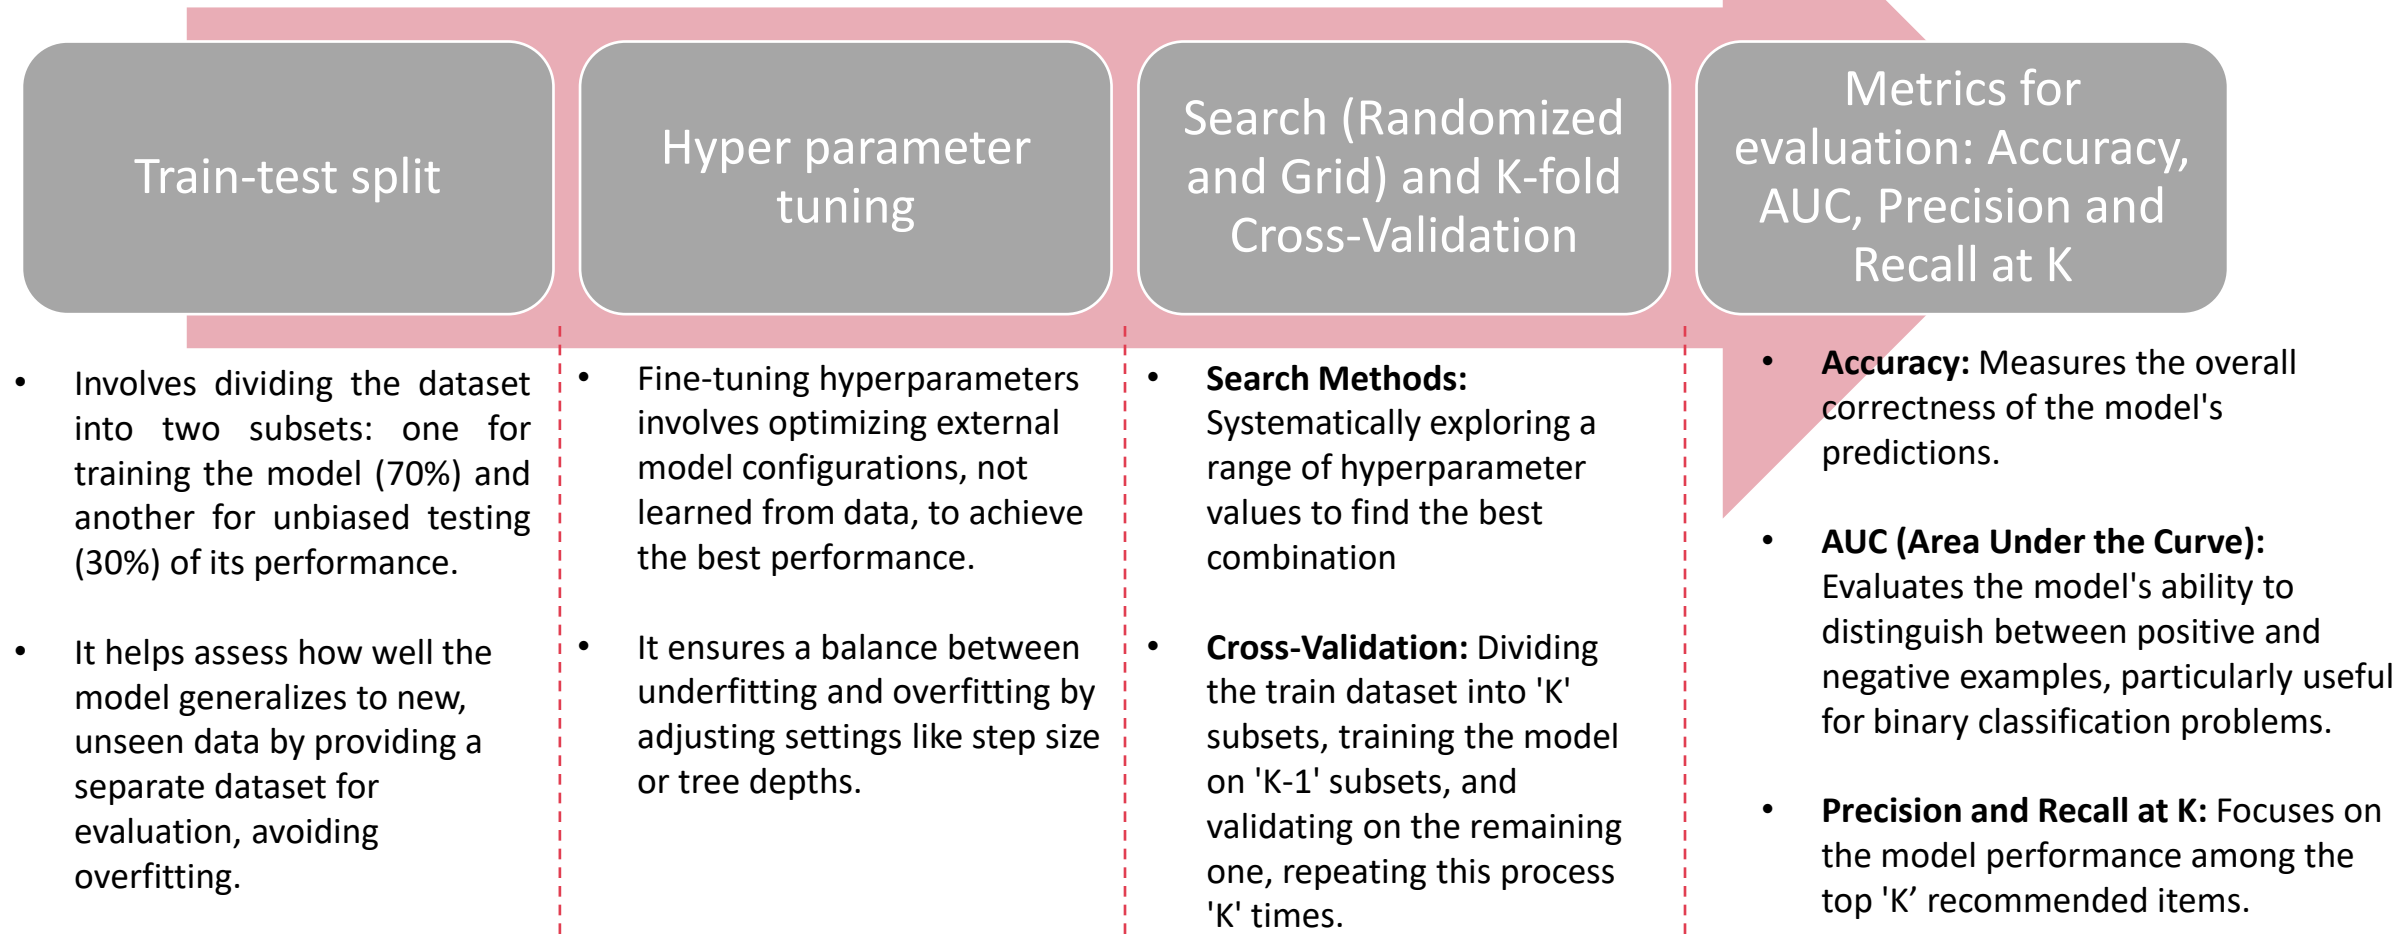 Train-test split
Hyper parameter
tuning
Search (Randomized
and Grid) and K-fold
Cross-Validation
Metrics for
evaluation: Accuracy,
AUC, Precision and
Recall at K
• Involves dividing the dataset
into two subsets: one for
training the model (70%) and
another for unbiased testing
(30%) of its performance.
• It helps assess how well the
model generalizes to new,
unseen data by providing a
separate dataset for
evaluation, avoiding
overfitting.
• Fine-tuning hyperparameters
involves optimizing external
model configurations, not
learned from data, to achieve
the best performance.
• It ensures a balance between
underfitting and overfitting by
adjusting settings like step size
or tree depths.
• Search Methods:
Systematically exploring a
range of hyperparameter
values to find the best
combination
• Cross-Validation: Dividing
the train dataset into 'K'
subsets, training the model
on 'K-1' subsets, and
validating on the remaining
one, repeating this process
'K' times.
• Accuracy: Measures the overall
correctness of the model's
predictions.
• AUC (Area Under the Curve):
Evaluates the model's ability to
distinguish between positive and
negative examples, particularly useful
for binary classification problems.
• Precision and Recall at K: Focuses on
the model performance among the
top 'K’ recommended items.